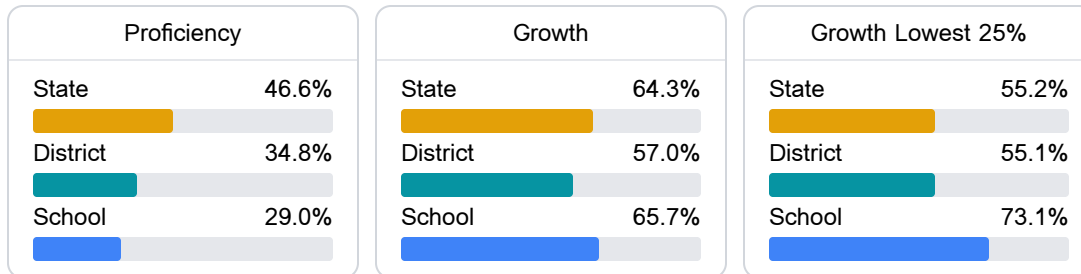 Proficiency
State 46.6%
District 34.8%
School 29.0%
Growth
State 64.3%
District 57.0%
School 65.7%
Growth Lowest 25%
State 55.2%
District 55.1%
School 73.1%